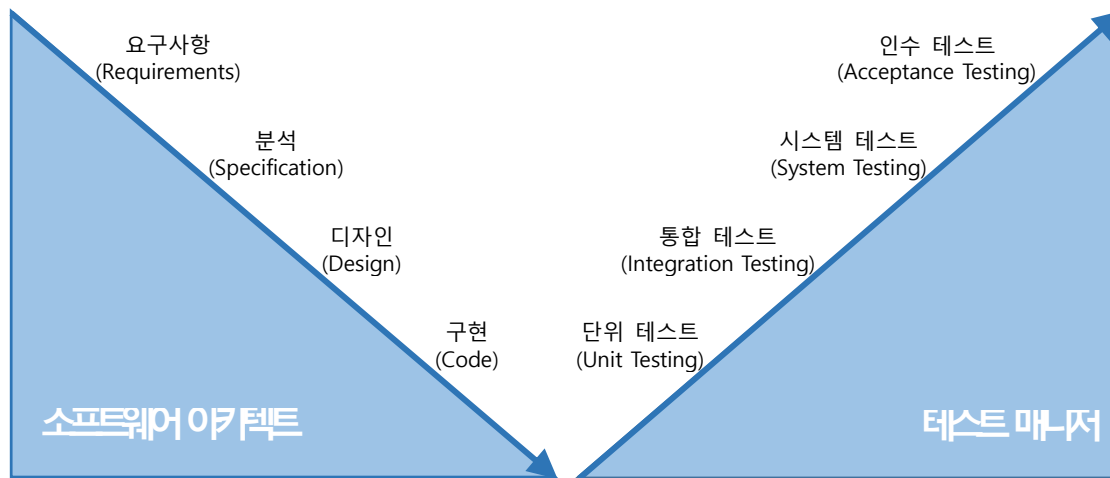 요구사항
(Requirements)
인수 테스트
(Acceptance Testing)
분석
(Specification)
시스템 테스트
(System Testing)
디자인
(Design)
통합 테스트
(Integration Testing)
구현
(Code)
단위 테스트
(Unit Testing)
소프트웨어 아키텍트
테스트 매니저